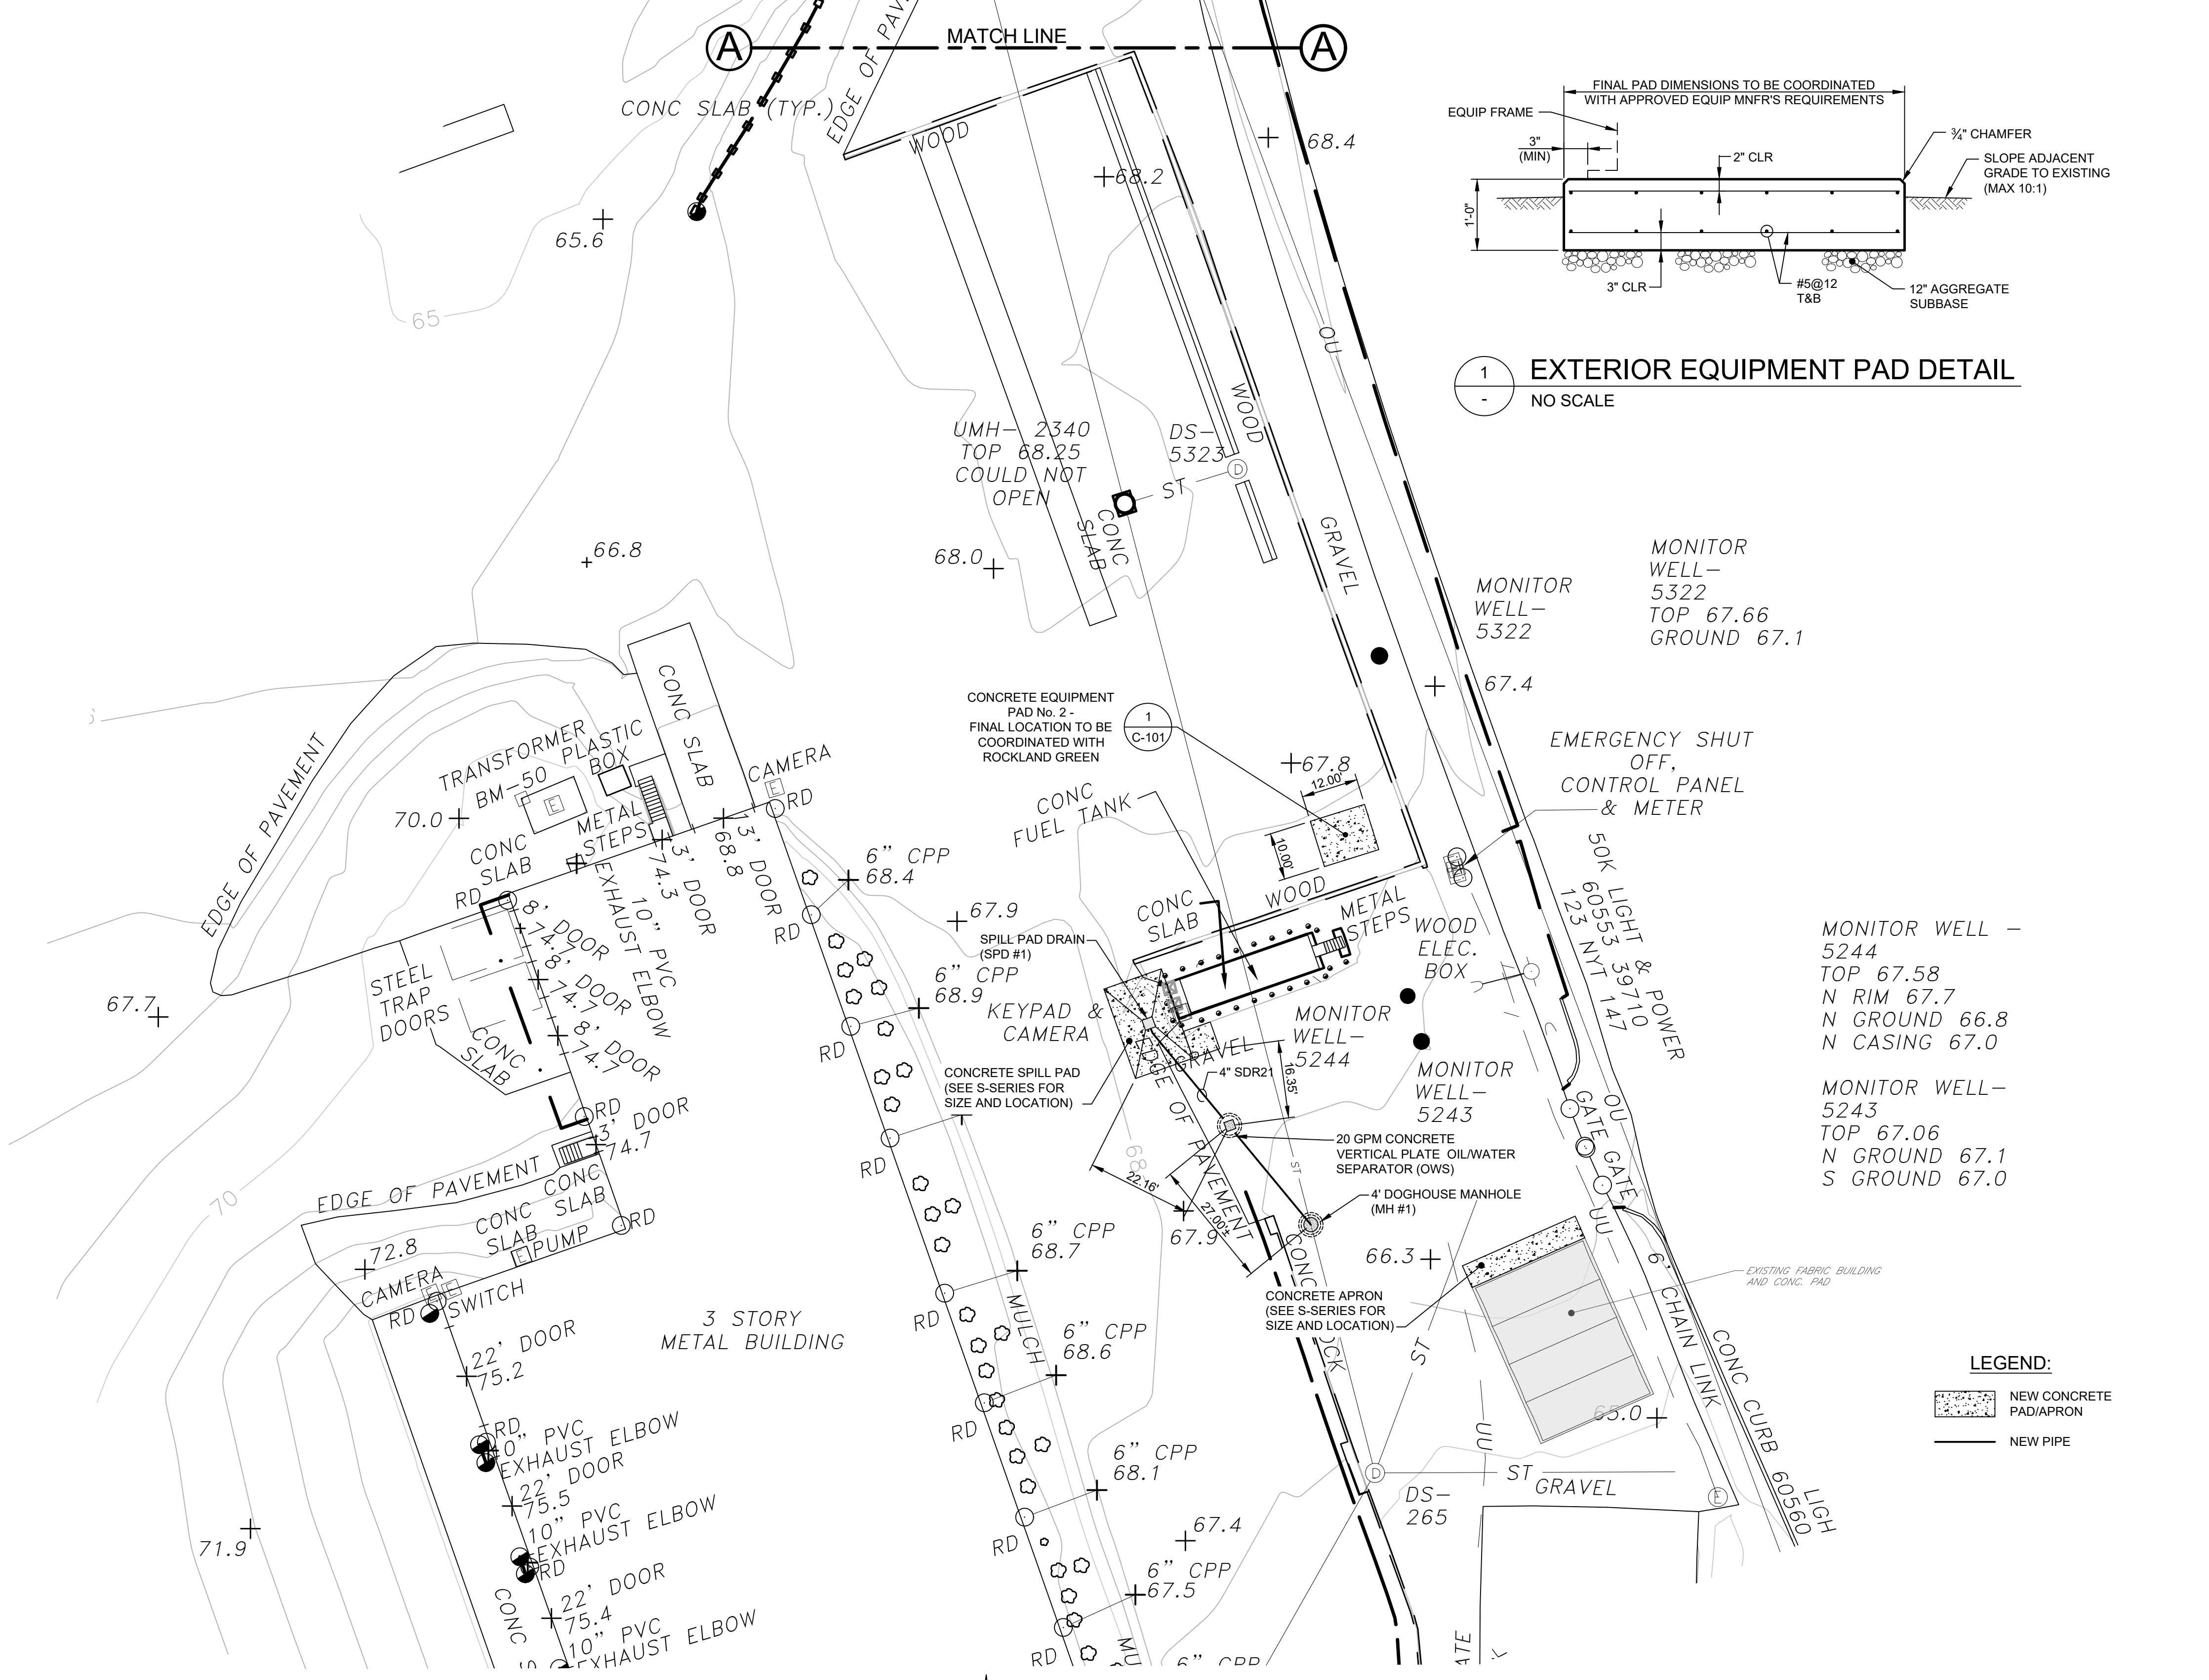 A
MATCH LINE
A
EDGE OF PAV
CONC SLAB (TYP.)
WOOD
68.4
68.2
65.6
65
OU
WOOD
UMH- 2340
TOP 68.25
COULD NOT
OPEN
DS-
5323
D
ST
CONC
SLAB
66.8
68.0
GRAVEL
FINAL PAD DIMENSIONS TO BE COORDINATED
WITH APPROVED EQUIP MNFR'S REQUIREMENTS
EQUIP FRAME
3"
(MIN)
2" CLR
¾" CHAMFER
SLOPE ADJACENT
GRADE TO EXISTING
(MAX 10:1)
1'-0"
3" CLR
#5@12
T&B
12" AGGREGATE
SUBBASE
1
-
EXTERIOR EQUIPMENT PAD DETAIL
NO SCALE
MONITOR
WELL-
5322
MONITOR
WELL-
5322
TOP 67.66
GROUND 67.1
67.4
CONCRETE EQUIPMENT
PAD No. 2 -
FINAL LOCATION TO BE
COORDINATED WITH
ROCKLAND GREEN
1
C-101
67.8
12.00'
10.00'
EMERGENCY SHUT
OFF,
CONTROL PANEL
& METER
CONC
FUEL TANK
EDGE OF PAVEMENT
TRANSFORMER
BM-50
PLASTIC
BOX
E
CONC SLAB
CAMERA
E
RD
70.0
METAL
STEPS
CONC
SLAB
13' DOOR
68.8
3' DOOR
74.3
10" PVC
EXHAUST ELBOW
RD
8' DOOR
74.7
8' DOOR
74.7
8' DOOR
74.7
STEEL
TRAP
DOORS
CONC
SLAB
67.7
RD
3' DOOR
74.7
EDGE OF PAVEMENT
CONC
SLAB
CONC
SLAB
RD
E
PUMP
70
72.8
CAMERA
E
E
RD
SWITCH
22' DOOR
75.2
RD
10" PVC
EXHAUST ELBOW
22' DOOR
75.5
10" PVC
EXHAUST ELBOW
RD
22' DOOR
75.4
10" PVC
EXHAUST ELBOW
CONC S
71.9
3 STORY
METAL BUILDING
6" CPP
68.4
RD
6" CPP
68.9
RD
RD
6" CPP
68.7
RD
6" CPP
68.6
RD
6" CPP
68.1
RD
6" CPP
67.5
RD
6" CPP
MULCH
MU
67.4
67.9
SPILL PAD DRAIN
(SPD #1)
KEYPAD &
CAMERA
CONCRETE SPILL PAD
(SEE S-SERIES FOR
SIZE AND LOCATION)
CONC
SLAB
WOOD
METAL
STEPS
WOOD
ELEC.
BOX
MONITOR
WELL-
5244
MONITOR
WELL-
5243
GRAVEL
4" SDR21
16.35'
EDGE OF PAVEMENT
68
22.16'
27.00'±
67.9
ST
20 GPM CONCRETE
VERTICAL PLATE OIL/WATER
SEPARATOR (OWS)
4' DOGHOUSE MANHOLE
(MH #1)
66.3
CONCRETE APRON
(SEE S-SERIES FOR
SIZE AND LOCATION)
ST
UU
65.0
D
ST
GRAVEL
DS-
265
E
50K LIGHT & POWER
60553 39710
123 NYT 147
OU
GATE
GATE
UU
6' CHAIN LINK
CONC CURB
LIGH
60560
EXISTING FABRIC BUILDING
AND CONC. PAD
MONITOR WELL -
5244
TOP 67.58
N RIM 67.7
N GROUND 66.8
N CASING 67.0
MONITOR WELL-
5243
TOP 67.06
N GROUND 67.1
S GROUND 67.0
LEGEND:
NEW CONCRETE
PAD/APRON
NEW PIPE